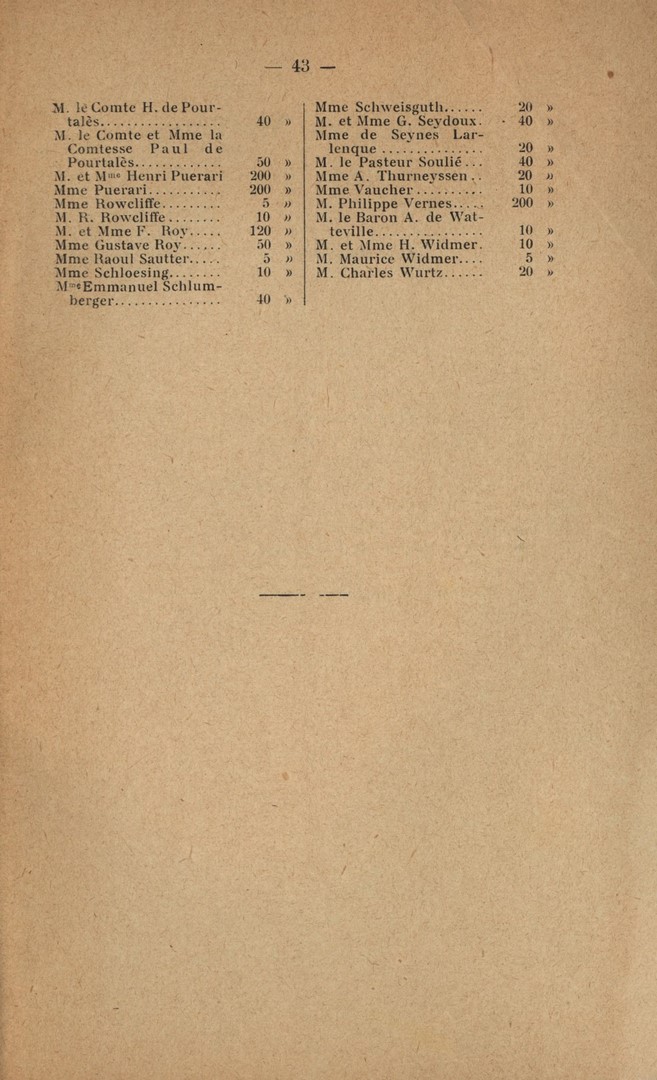 — 43 —
M. le Comte H. de Pour-
talès................. 40 »
M. le Comte et Mme la
Comtesse Paul de
Pourtalès............. 50 »
M. et Mme Henri Puerari 200 »
Mme Puerari........... 200 »
Mme Rowcliffe......... 5 »
M. R. Rowcliffe........ 10 »
M. et Mme F. Roy..... 120 »
Mme Gustave Roy...... 50 »
Mme Raoul Sautter..... 5 »
Mme Schloesing........ 10 »
Mme Emmanuel Schlum-
berger................ 40 »
Mme Schweisguth...... 20 »
M. et Mme G. Seydoux. 40 »
Mme de Seynes Lar-
lenque ............... 20 »
M. le Pasteur Soulié... 40 »
Mme A. Thurneyssen .. 20 »
Mme Vaucher .......... 10 »
M. Philippe Vernes..... 200 »
M. le Baron A. de Wat-
teville................ 10 »
M. et Mme H. Widmer. 10 »
M. Maurice Widmer.... 5 »
M. Charles Wurtz...... 20 »